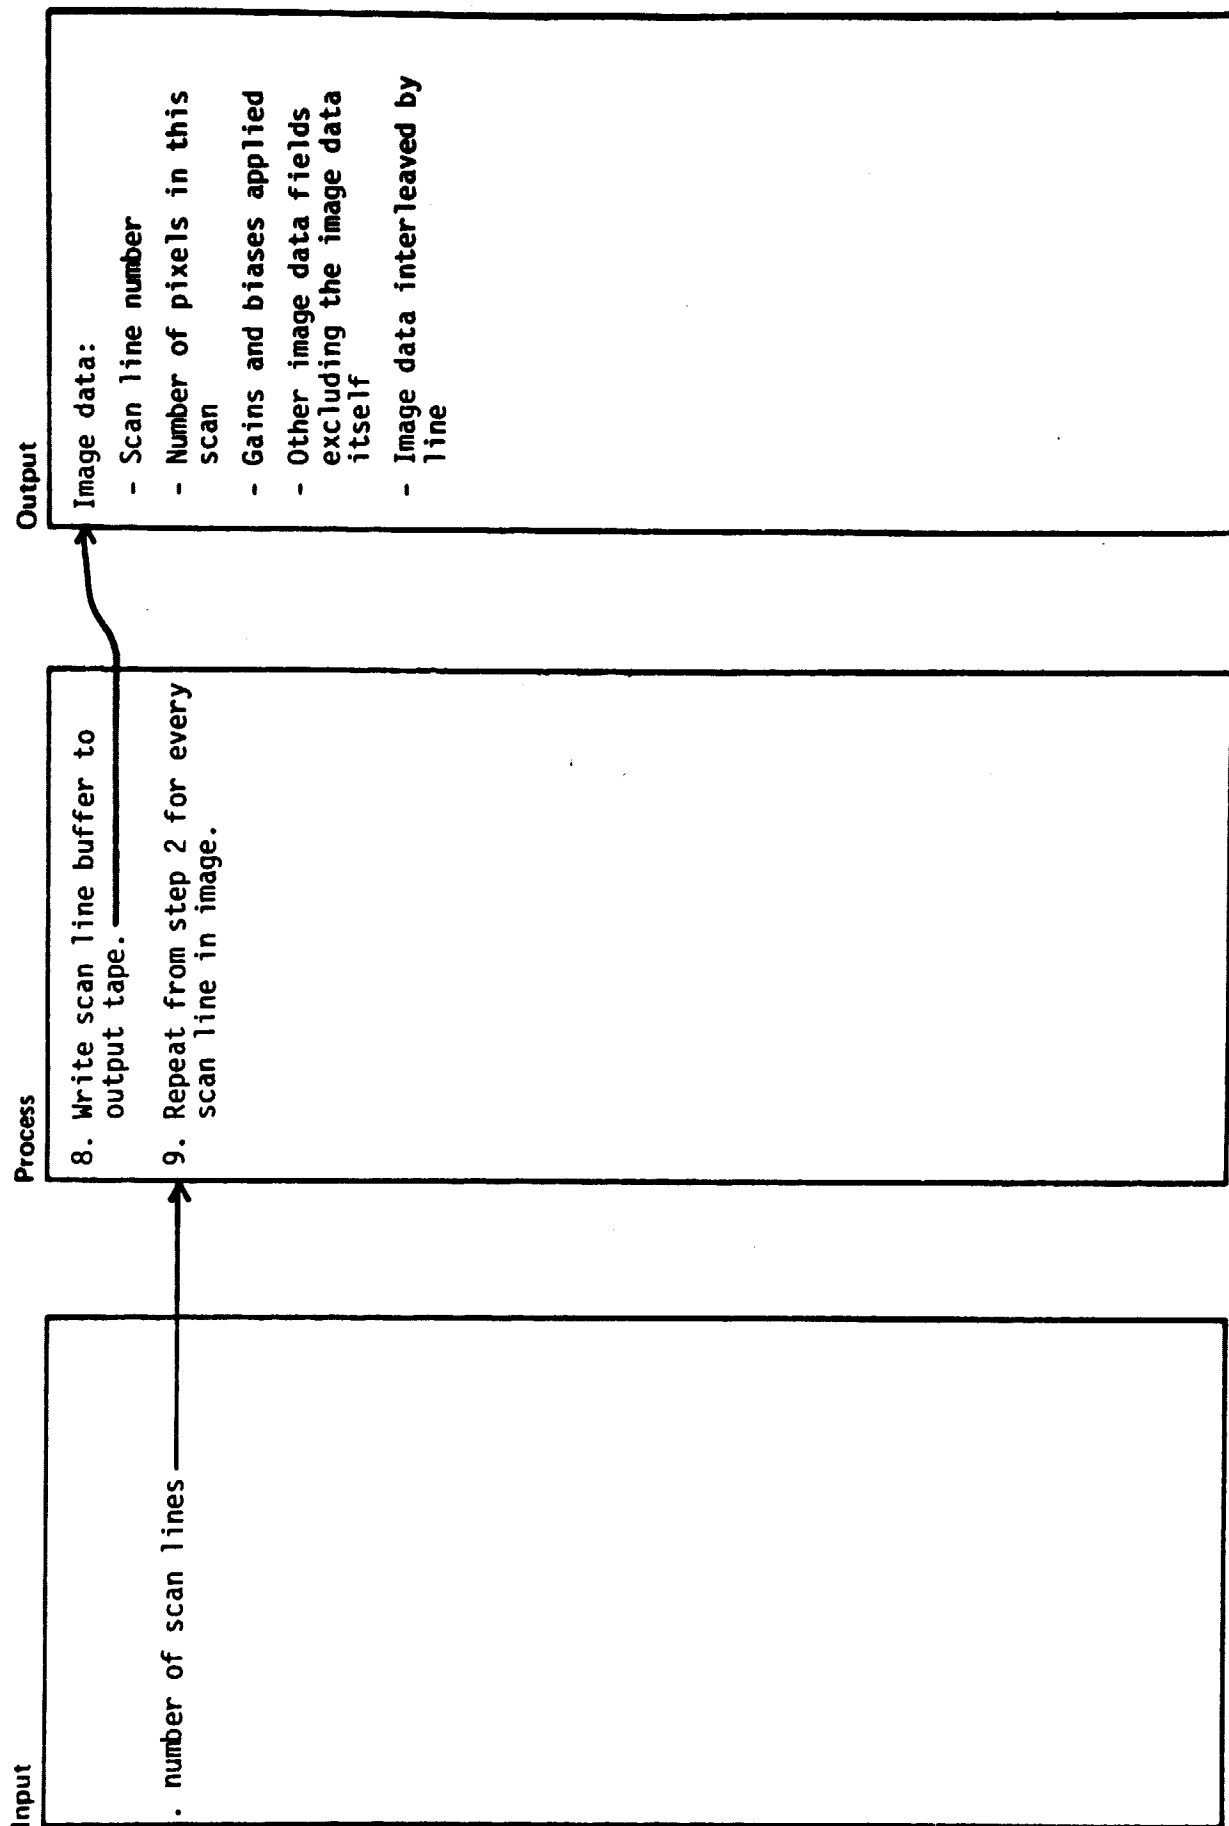 Input
. number of scan lines
Process
8. Write scan line buffer to
output tape.
9. Repeat from step 2 for every
scan line in image.
Output
Image data:
- Scan line number
- Number of pixels in this
scan
- Gains and biases applied
- Other image data fields
excluding the image data
itself
- Image data interleaved by
line